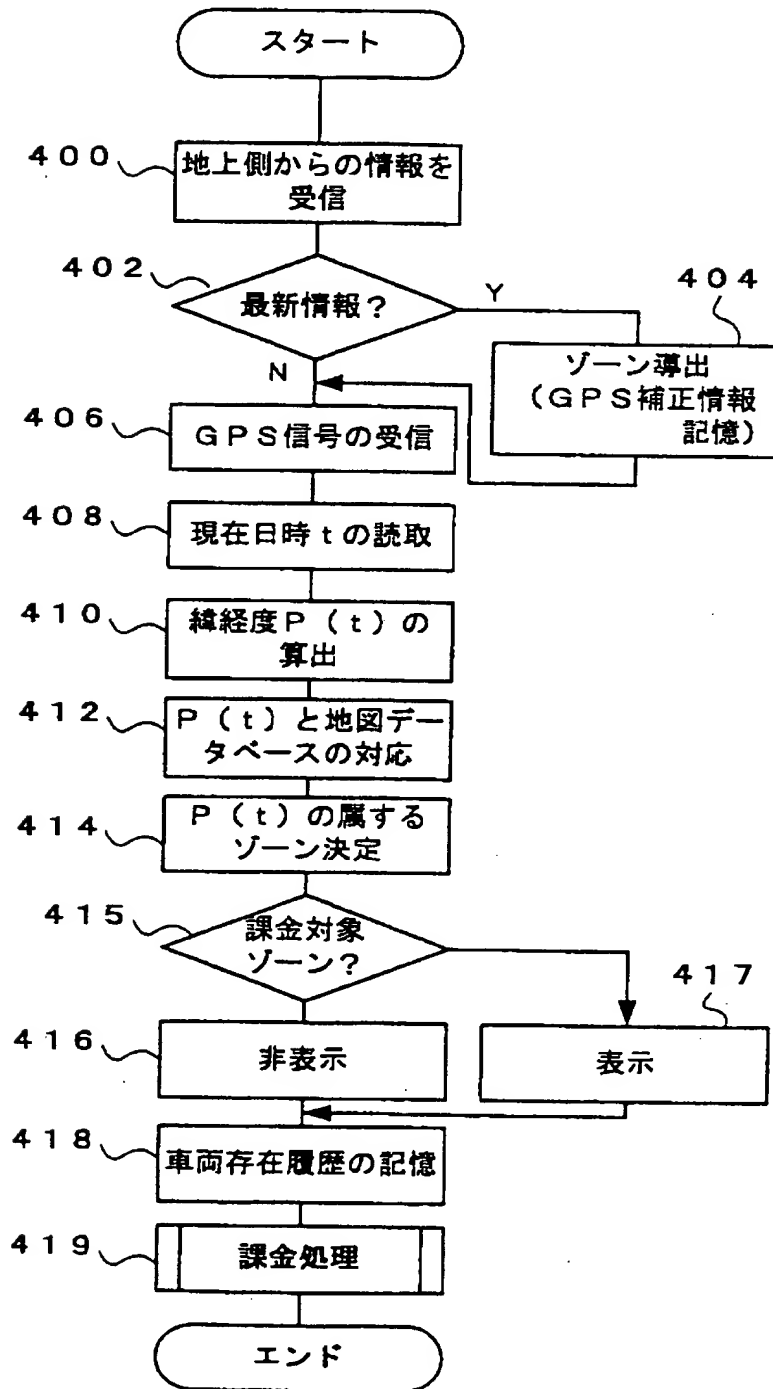 スタート
400
地上側からの情報を
受信
402
最新情報?
Y
N
404
ゾーン導出
(GPS補正情報
記憶)
406
GPS信号の受信
408
現在日時tの読取
410
緯経度P(t)の
算出
412
P(t)と地図デー
タベースの対応
414
P(t)の属する
ゾーン決定
415
課金対象
ゾーン?
416
非表示
417
表示
418
車両存在履歴の記憶
419
課金処理
エンド